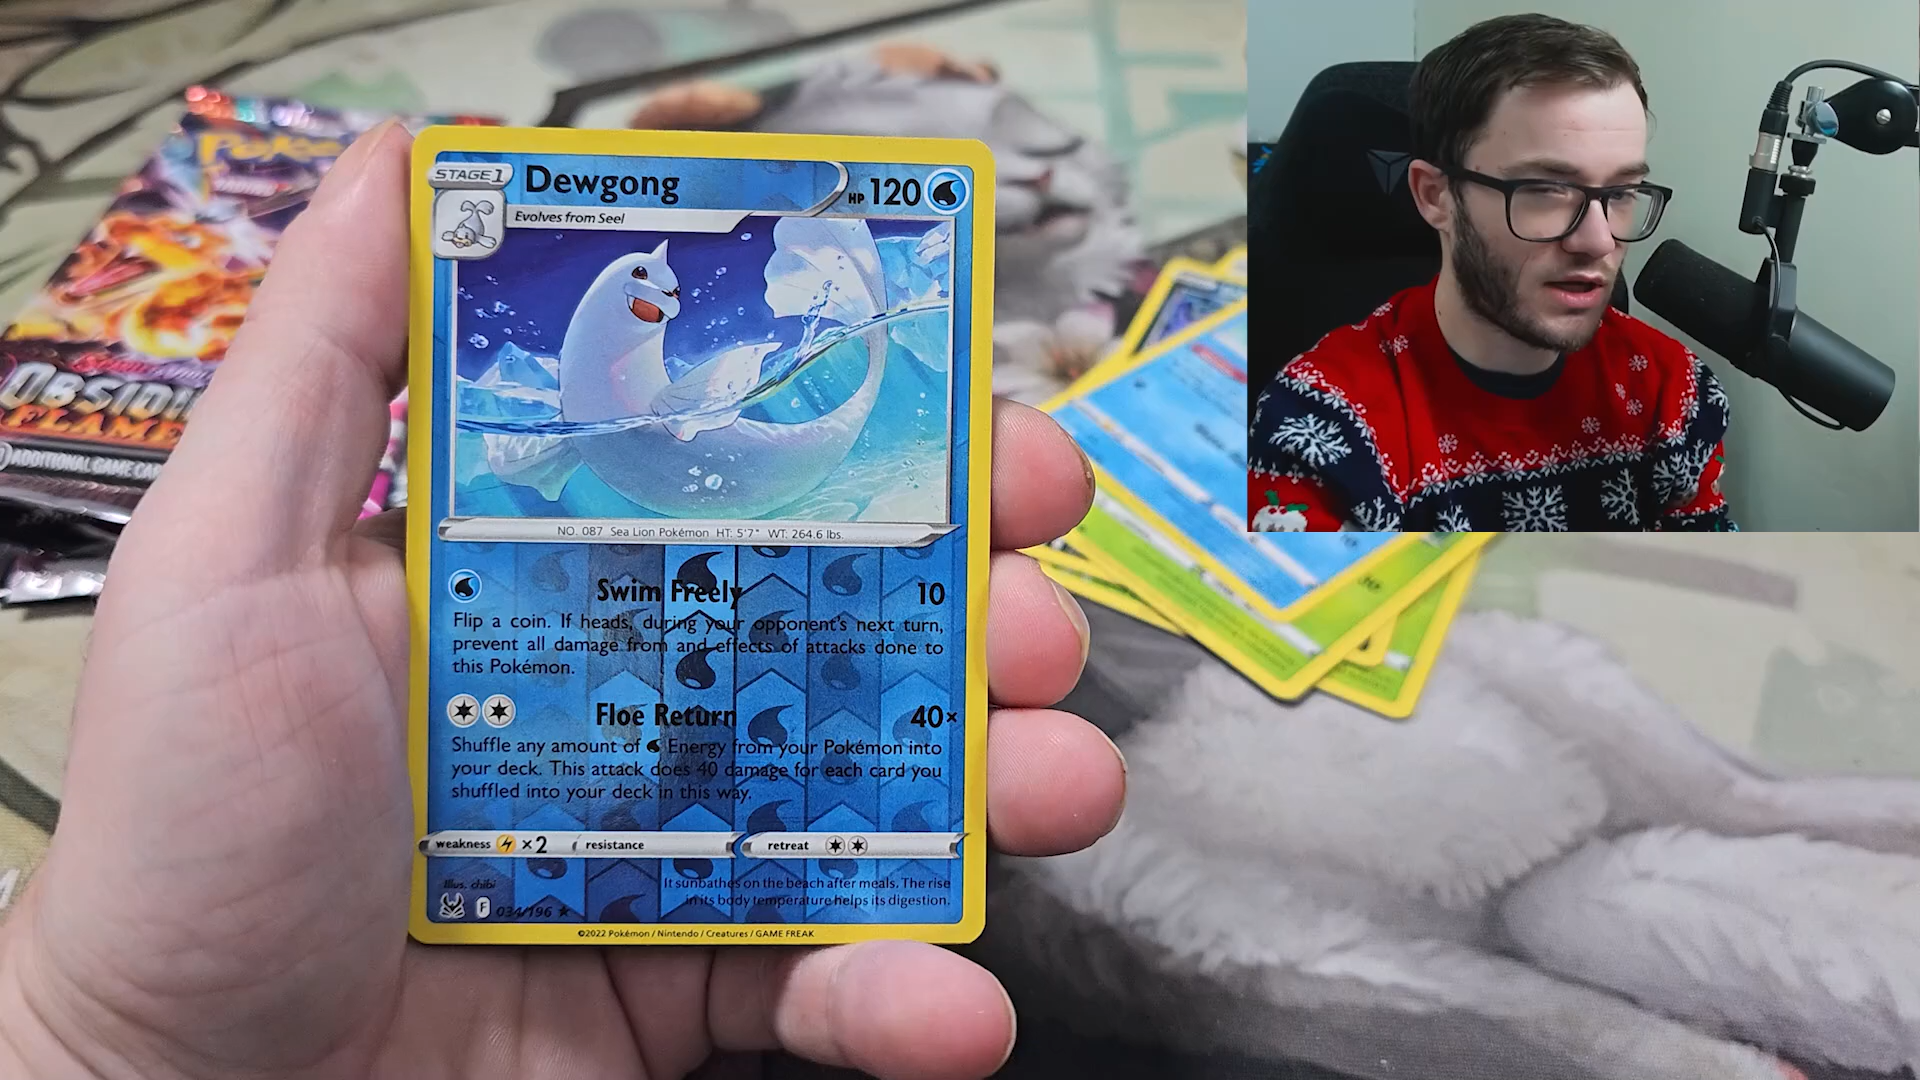 STAGE 1
Dewgong
HP 120
Evolves from Seel
NO. 087 Sea Lion Pokémon HT: 5'7" WT: 264.6 lbs.
Swim Freely 10
Flip a coin. If heads, during your opponent's next turn,
prevent all damage from and effects of attacks done to
this Pokémon.
Floe Return 40×
Shuffle any amount of Energy from your Pokémon into
your deck. This attack does 40 damage for each card you
shuffled into your deck in this way.
weakness ×2 resistance retreat
Illus. chibi
It sunbathes on the beach after meals. The rise
in its body temperature helps its digestion.
F 034/196 ★
©2022 Pokémon / Nintendo / Creatures / GAME FREAK
ADDITIONAL GAME